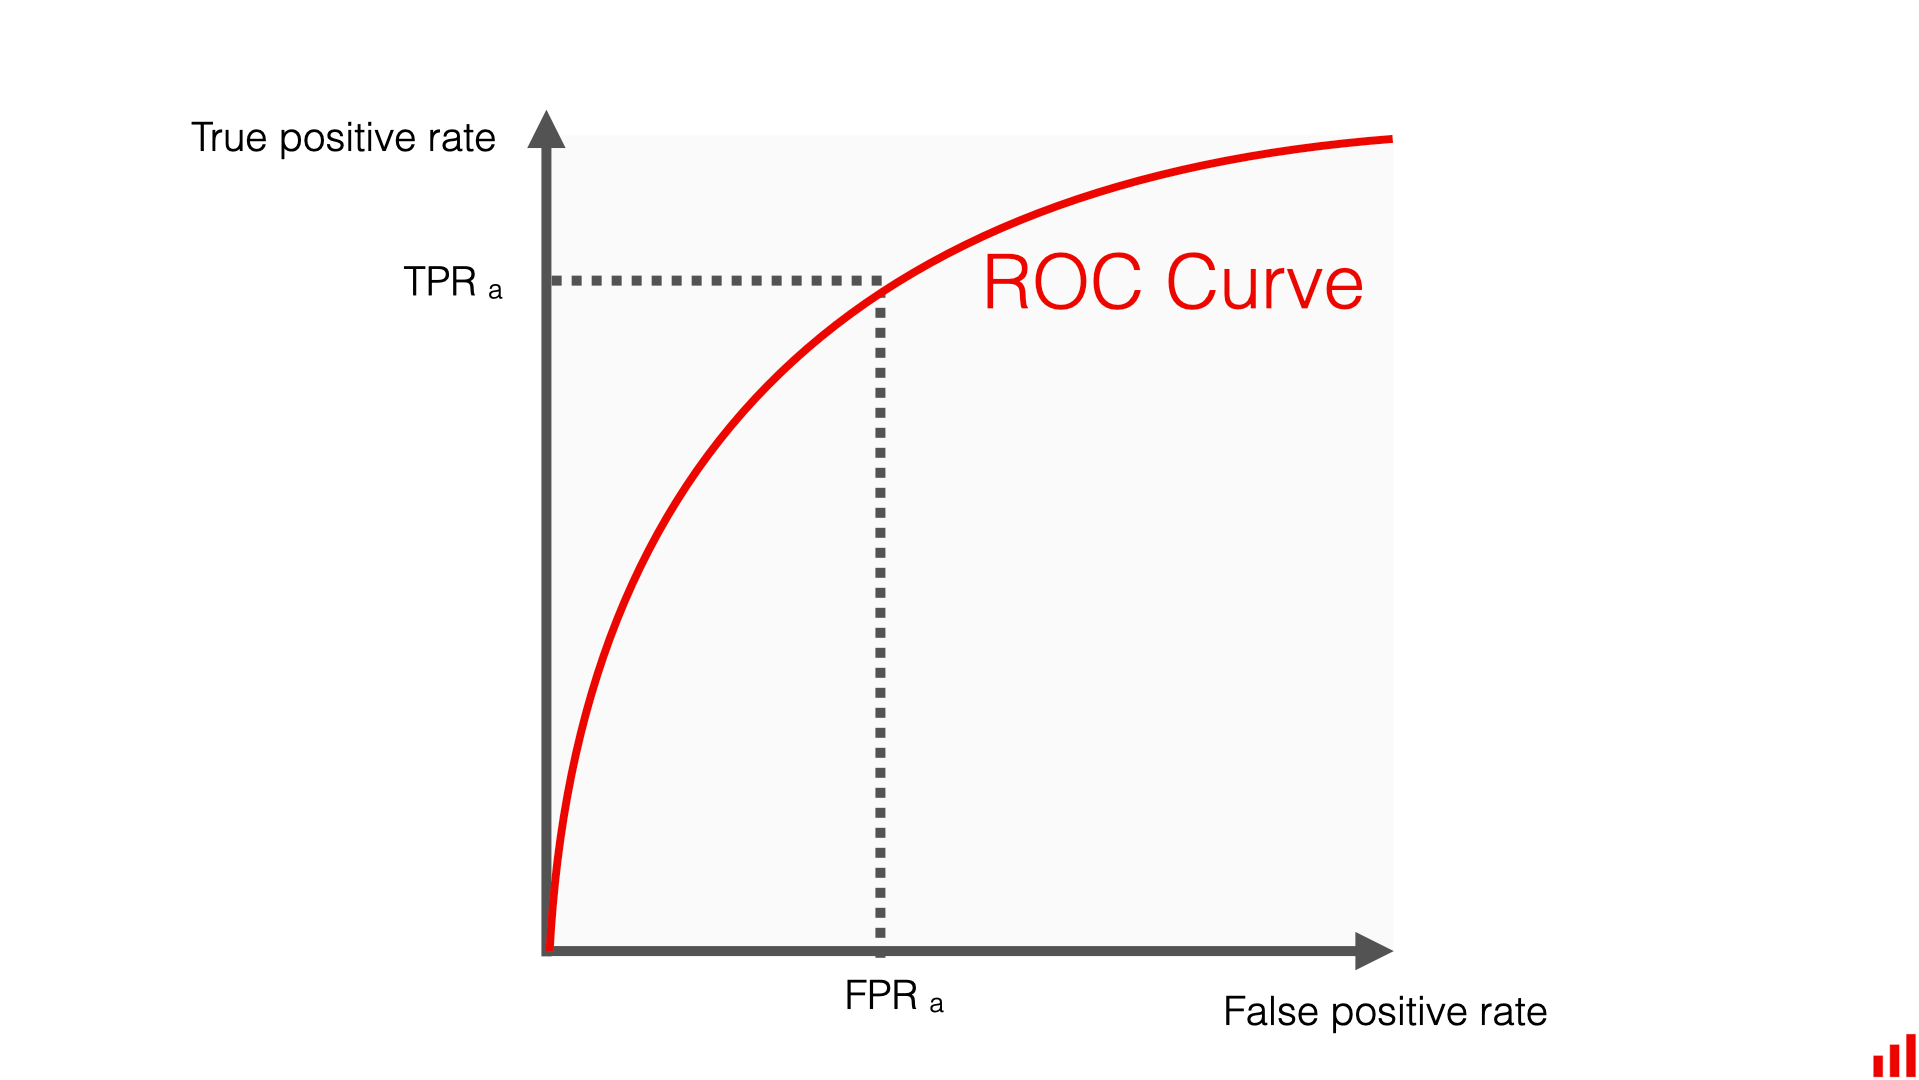 True positive rate
TPR a
ROC Curve
FPR a
False positive rate